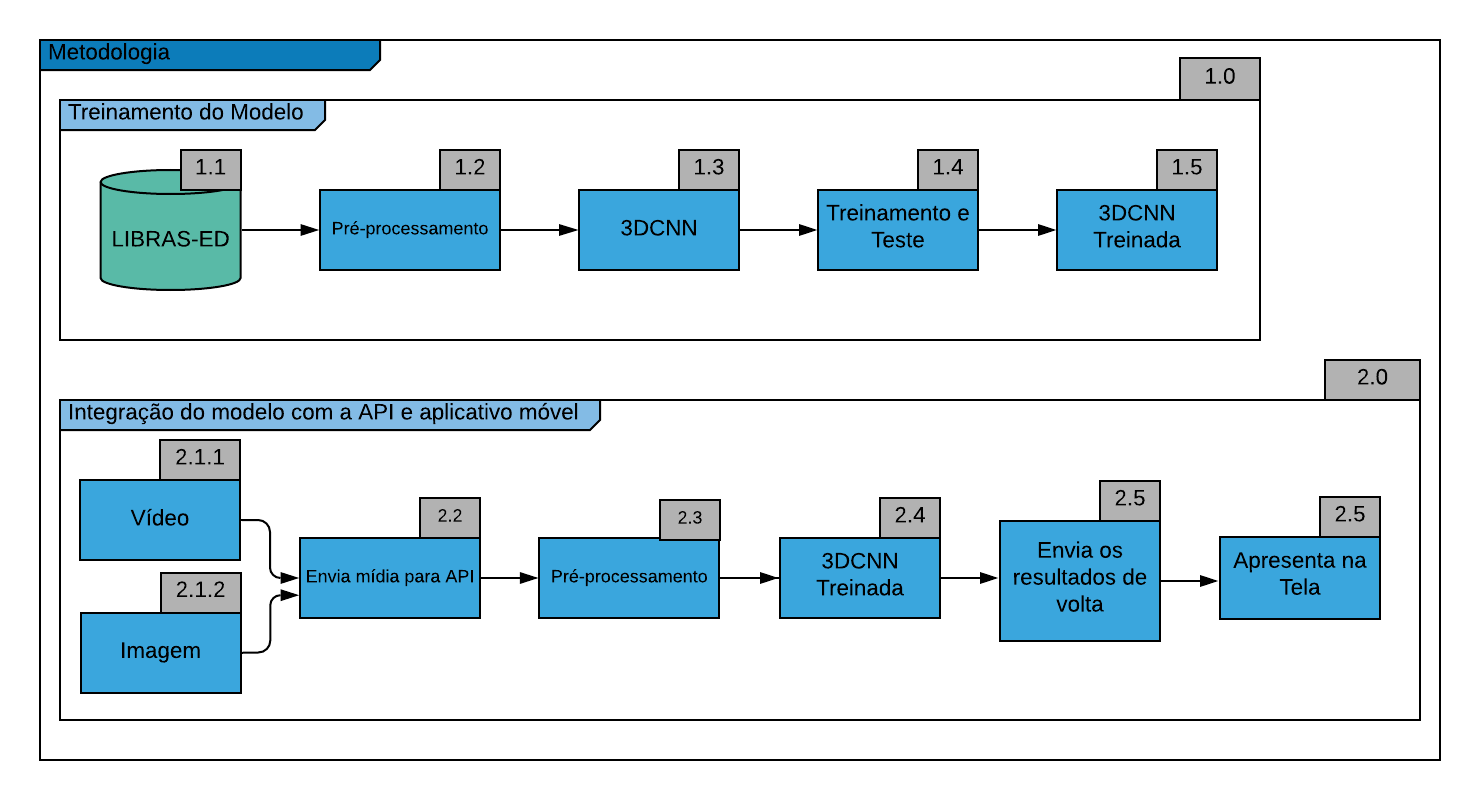 Metodologia
1.0
Treinamento do Modelo
1.1
LIBRAS-ED
1.2
Pré-processamento
1.3
3DCNN
1.4
Treinamento e
Teste
1.5
3DCNN
Treinada
2.0
Integração do modelo com a API e aplicativo móvel
2.1.1
Vídeo
2.1.2
Imagem
2.2
Envia mídia para API
2.3
Pré-processamento
2.4
3DCNN
Treinada
2.5
Envia os
resultados de
volta
2.5
Apresenta na
Tela